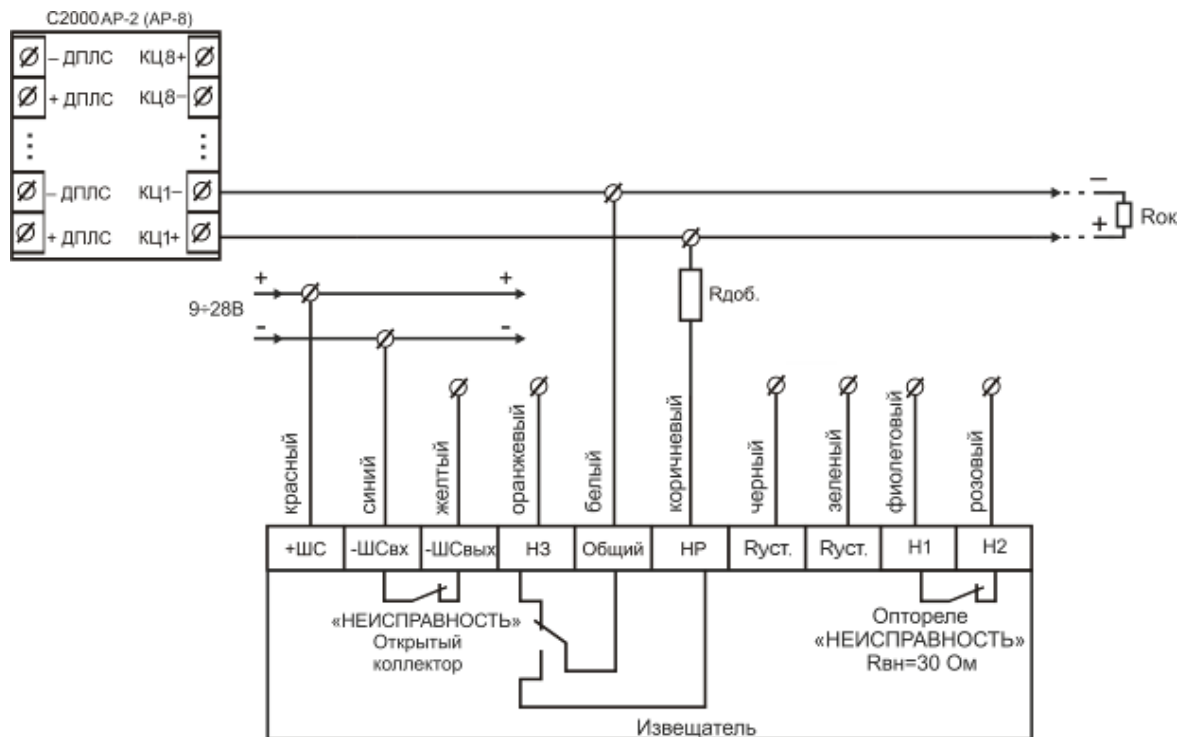 С2000 АР-2 (АР-8)
– ДПЛС КЦ8+
+ ДПЛС КЦ8–
– ДПЛС КЦ1–
+ ДПЛС КЦ1+
–
+
Rок
+ +
9÷28В
- -
Rдоб.
красный
синий
желтый
оранжевый
белый
коричневый
черный
зеленый
фиолетовый
розовый
+ШС -ШСвх -ШСвых НЗ Общий НР Rуст. Rуст. Н1 Н2
«НЕИСПРАВНОСТЬ»
Открытый
коллектор
Оптореле
«НЕИСПРАВНОСТЬ»
Rвн=30 Ом
Извещатель